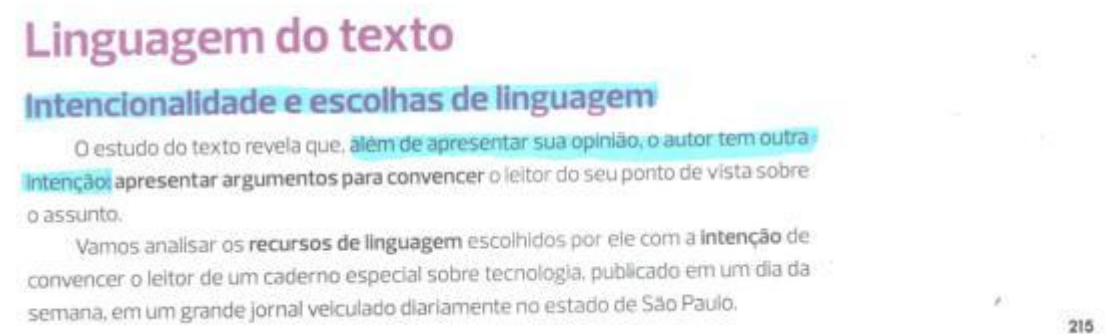 Linguagem do texto
Intencionalidade e escolhas de linguagem
O estudo do texto revela que, além de apresentar sua opinião, o autor tem outra
intenção: apresentar argumentos para convencer o leitor do seu ponto de vista sobre
o assunto.
Vamos analisar os recursos de linguagem escolhidos por ele com a intenção de
convencer o leitor de um caderno especial sobre tecnologia, publicado em um dia da
semana, em um grande jornal veiculado diariamente no estado de São Paulo.
215